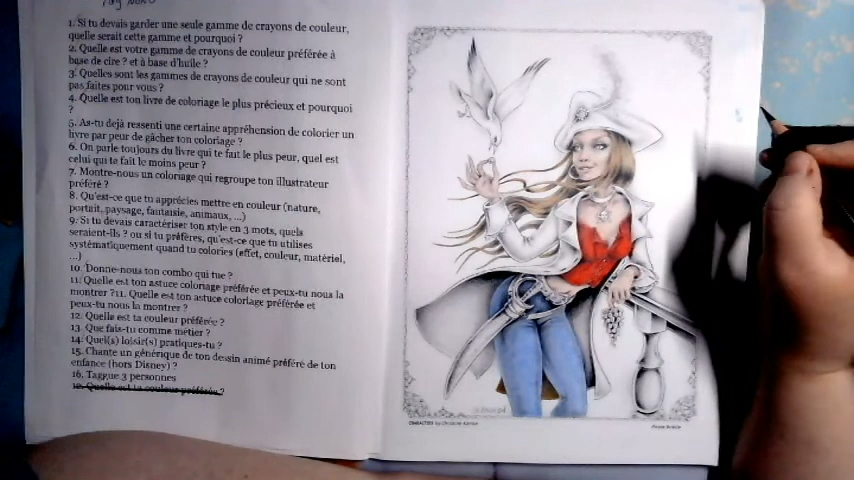 1. Si tu devais garder une seule gamme de crayons de couleur,
quelle serait cette gamme et pourquoi ?
2. Quelle est votre gamme de crayons de couleur préférée à
base de cire ? et à base d'huile ?
3. Quelles sont les gammes de crayons de couleur qui ne sont
pas faites pour vous ?
4. Quelle est ton livre de coloriage le plus précieux et pourquoi
?
5. As-tu dejà ressenti une certaine appréhension de colorier un
livre par peur de gâcher ton coloriage ?
6. On parle toujours du livre qui te fait le plus peur, quel est
celui qui te fait le moins peur ?
7. Montre-nous un coloriage qui regroupe ton illustrateur
préféré ?
8. Qu'est-ce que tu apprécies mettre en couleur (nature,
portait, paysage, fantaisie, animaux, ...)
9. Si tu devais caractériser ton style en 3 mots, quels
seraient-ils ? ou si tu préfères, qu'est-ce que tu utilises
systématiquement quand tu colories (effet, couleur, matériel,
...)
10. Donne-nous ton combo qui tue ?
11. Quelle est ton astuce coloriage préférée et peux-tu nous la
montrer ?11. Quelle est ton astuce coloriage préférée et
peux-tu nous la montrer ?
12. Quelle est ta couleur préférée ?
13. Que fais-tu comme métier ?
14. Quel(s) loisir(s) pratiques-tu ?
15. Chante un générique de ton dessin animé préféré de ton
enfance (hors Disney) ?
16. Taggue 3 personnes
12. Quelle est ta couleur préférée ?
CHARACTERS by Christine Karron